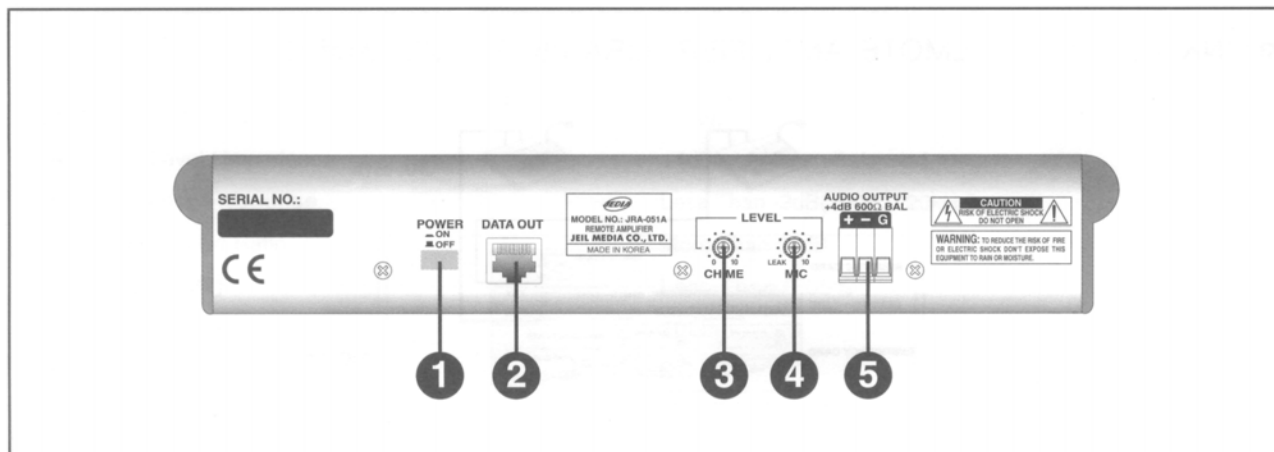 SERIAL NO.:
POWER
ON
OFF
DATA OUT
JEDIA
MODEL NO.: JRA-051A
REMOTE AMPLIFIER
JEIL MEDIA CO., LTD.
MADE IN KOREA
LEVEL
0 10
CHIME
LEAK 10
MIC
AUDIO OUTPUT
+4dB 600Ω BAL
+ − G
CAUTION
RISK OF ELECTRIC SHOCK
DO NOT OPEN
WARNING: TO REDUCE THE RISK OF FIRE
OR ELECTRIC SHOCK DON'T EXPOSE THIS
EQUIPMENT TO RAIN OR MOISTURE.
CE
1
2
3
4
5